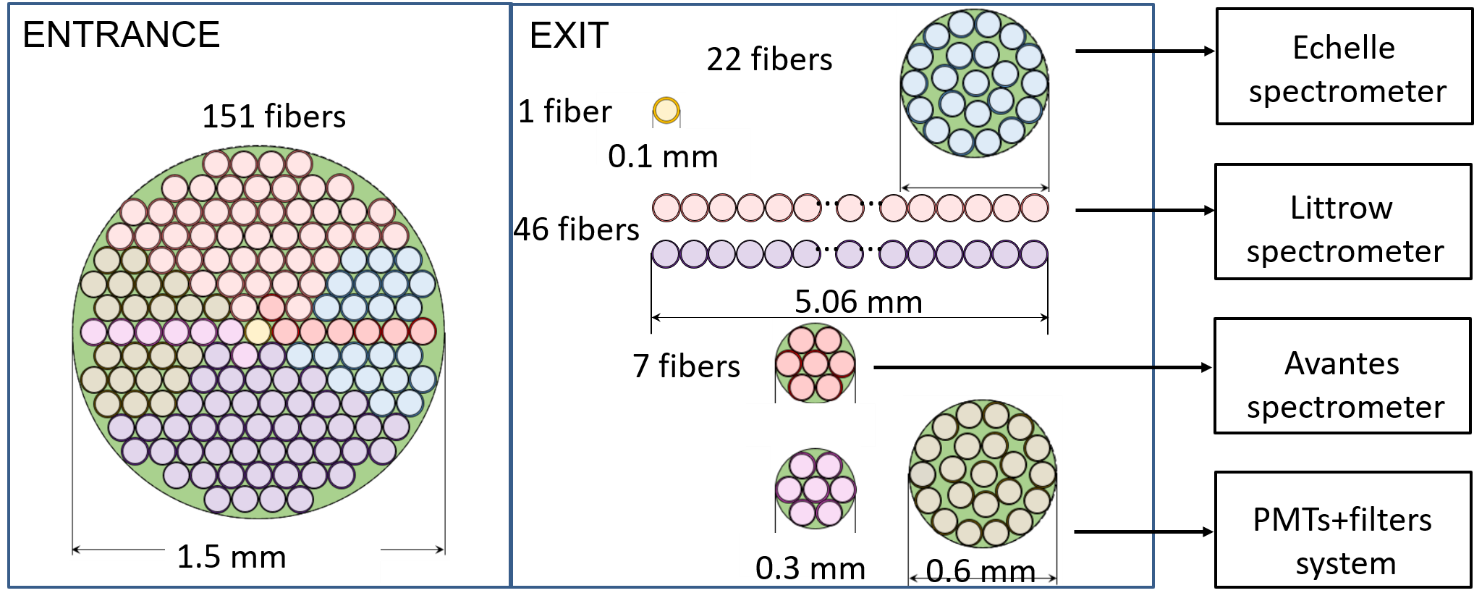 ENTRANCE
151 fibers
1.5 mm
EXIT
22 fibers
1 fiber
0.1 mm
46 fibers
5.06 mm
7 fibers
0.3 mm
0.6 mm
Echelle
spectrometer
Littrow
spectrometer
Avantes
spectrometer
PMTs+filters
system